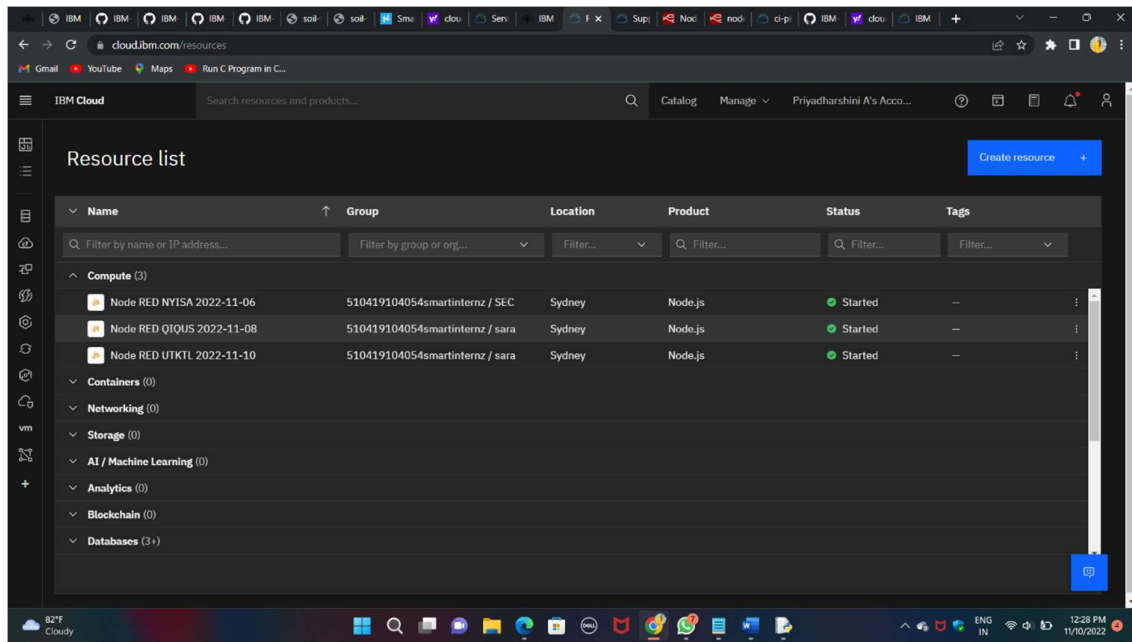 IBM
IBM-
IBM-
IBM-
IBM
soil-
soil-
Sma
clou
Serv
IBM
Sup
Nod
node
ci-pi
IBM
clou
IBM
cloud.ibm.com/resources
Gmail YouTube Maps Run C Program in C...
IBM Cloud Search resources and products... Catalog Manage Priyadharshini A's Acco...
Resource list
Create resource +
Name Group Location Product Status Tags
Filter by name or IP address... Filter by group or org... Filter... Filter... Filter... Filter...
Compute (3)
Node RED NYISA 2022-11-06 510419104054smartinternz / SEC Sydney Node.js Started –
Node RED QIQUS 2022-11-08 510419104054smartinternz / sara Sydney Node.js Started –
Node RED UTKTL 2022-11-10 510419104054smartinternz / sara Sydney Node.js Started –
Containers (0)
Networking (0)
Storage (0)
vm
AI / Machine Learning (0)
Analytics (0)
Blockchain (0)
Databases (3+)
82°F
Cloudy
ENG
IN
12:28 PM
11/10/2022
4